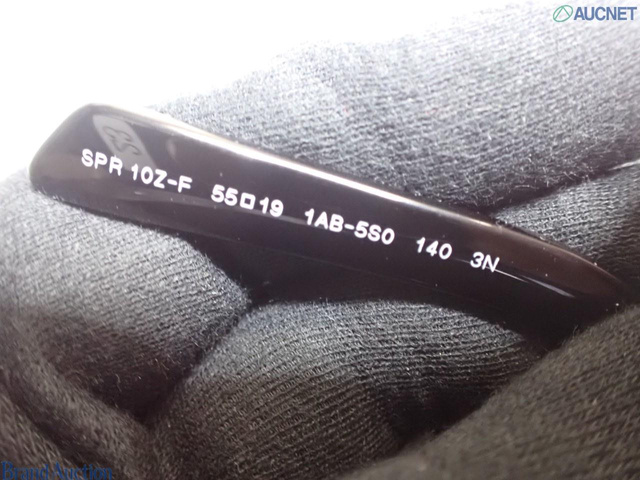 AUCNET
SPR 10Z-F 55□19 1AB-5S0 140 3N
Brand Auction